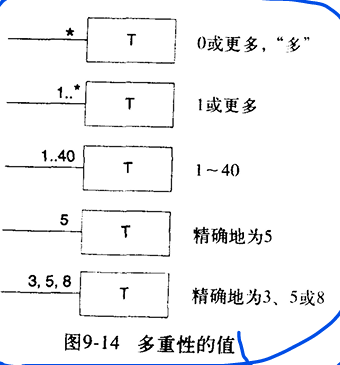 * T 0或更多，“多”
1..* T 1或更多
1..40 T 1～40
5 T 精确地为5
3, 5, 8 T 精确地为3、5或8
图9-14 多重性的值